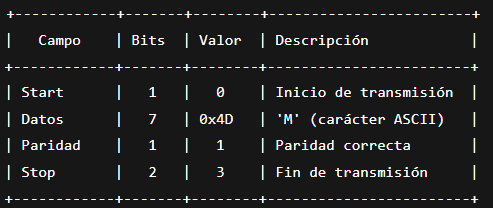 +------------+-------+--------+------------------------+
|   Campo    | Bits  | Valor  | Descripción            |
+------------+-------+--------+------------------------+
| Start      |   1   |   0    | Inicio de transmisión  |
| Datos      |   7   | 0x4D   | 'M' (carácter ASCII)   |
| Paridad    |   1   |   1    | Paridad correcta       |
| Stop       |   2   |   3    | Fin de transmisión     |
+------------+-------+--------+------------------------+